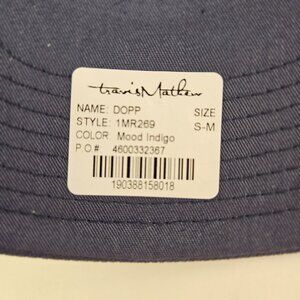 travisMathew
NAME: DOPP SIZE
STYLE: 1MR269 S-M
COLOR: Mood Indigo
P.O# 4600332367
190388158018